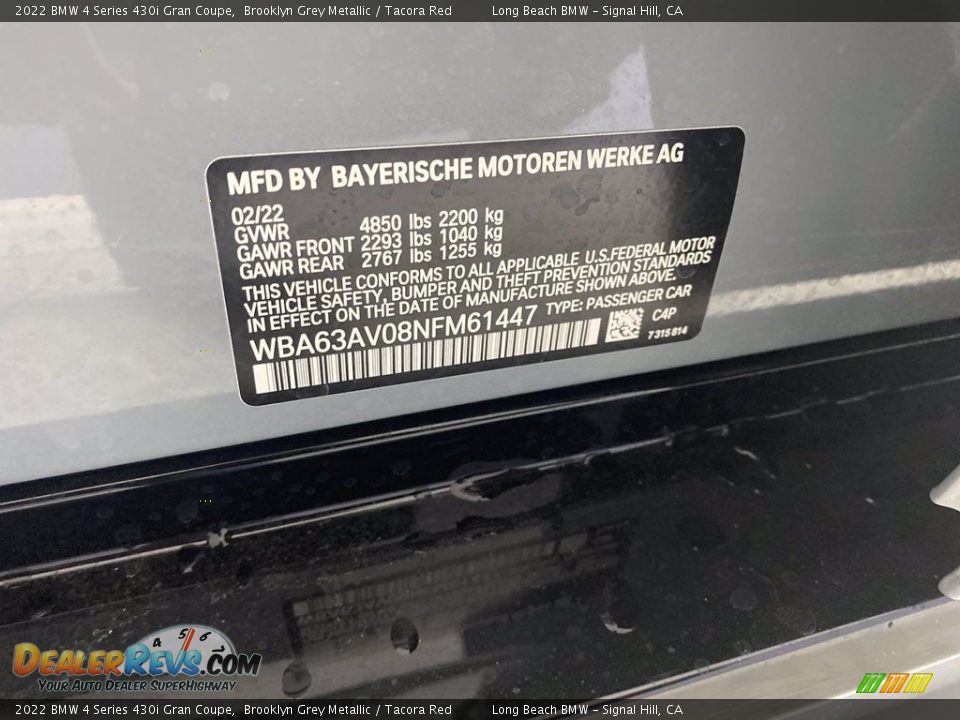 2022 BMW 4 Series 430i Gran Coupe,  Brooklyn Grey Metallic / Tacora Red    Long Beach BMW - Signal Hill, CA
MFD BY BAYERISCHE MOTOREN WERKE AG
02/22
GVWR 4850 lbs 2200 kg
GAWR FRONT 2293 lbs 1040 kg
GAWR REAR 2767 lbs 1255 kg
THIS VEHICLE CONFORMS TO ALL APPLICABLE U.S.FEDERAL MOTOR
VEHICLE SAFETY, BUMPER AND THEFT PREVENTION STANDARDS
IN EFFECT ON THE DATE OF MANUFACTURE SHOWN ABOVE.
WBA63AV08NFM61447 TYPE: PASSENGER CAR
C4P
7315814
4 5 6
DEALERREVS.COM
YOUR AUTO DEALER SUPERHIGHWAY
2022 BMW 4 Series 430i Gran Coupe,  Brooklyn Grey Metallic / Tacora Red    Long Beach BMW - Signal Hill, CA